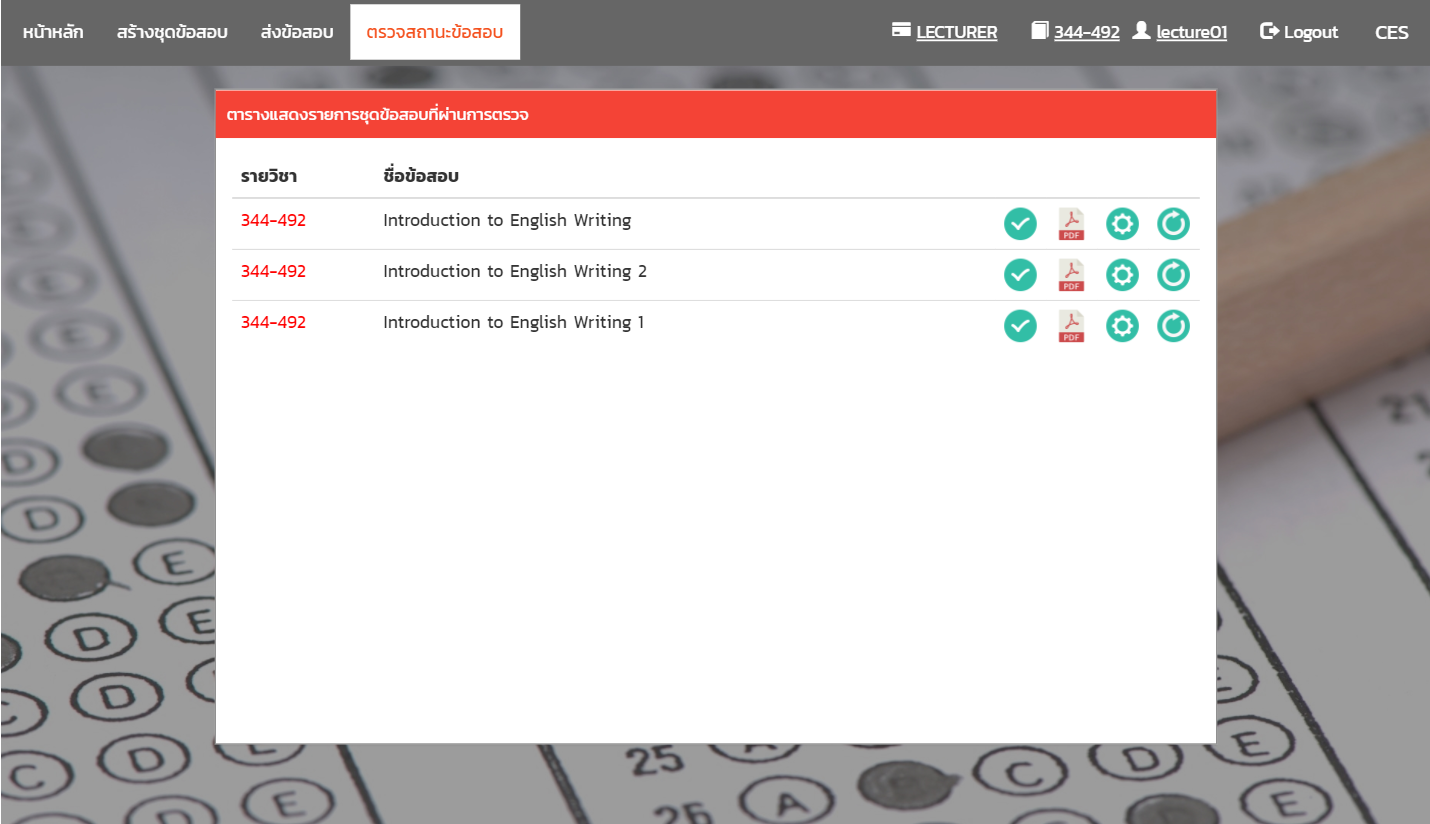 หน้าหลัก สร้างชุดข้อสอบ ส่งข้อสอบ ตรวจสถานะข้อสอบ LECTURER 344-492 lecture01 Logout CES
ตารางแสดงรายการชุดข้อสอบที่ผ่านการตรวจ
รายวิชา ชื่อข้อสอบ
344-492 Introduction to English Writing PDF
344-492 Introduction to English Writing 2 PDF
344-492 Introduction to English Writing 1 PDF
E
D
D E
E
D E
D
C D E
25 A C D E
26 A E
21